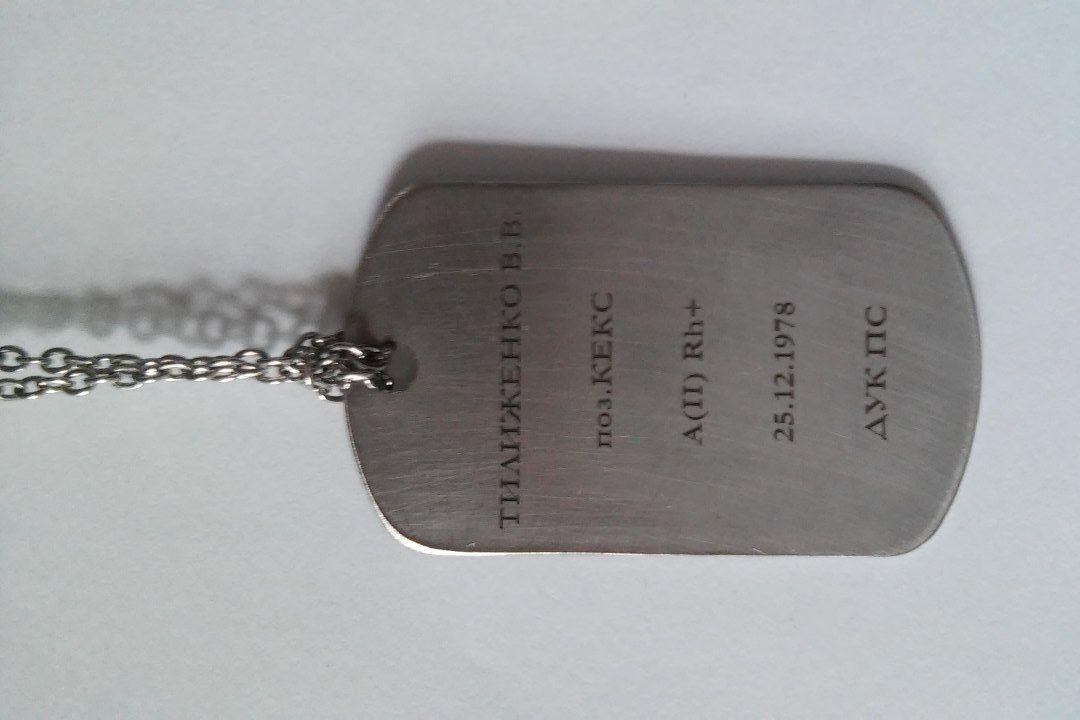 ТИЛИЖЕНКО В.В.
поз.КЕКС
A(II) Rh+
25.12.1978
ДУК ПС